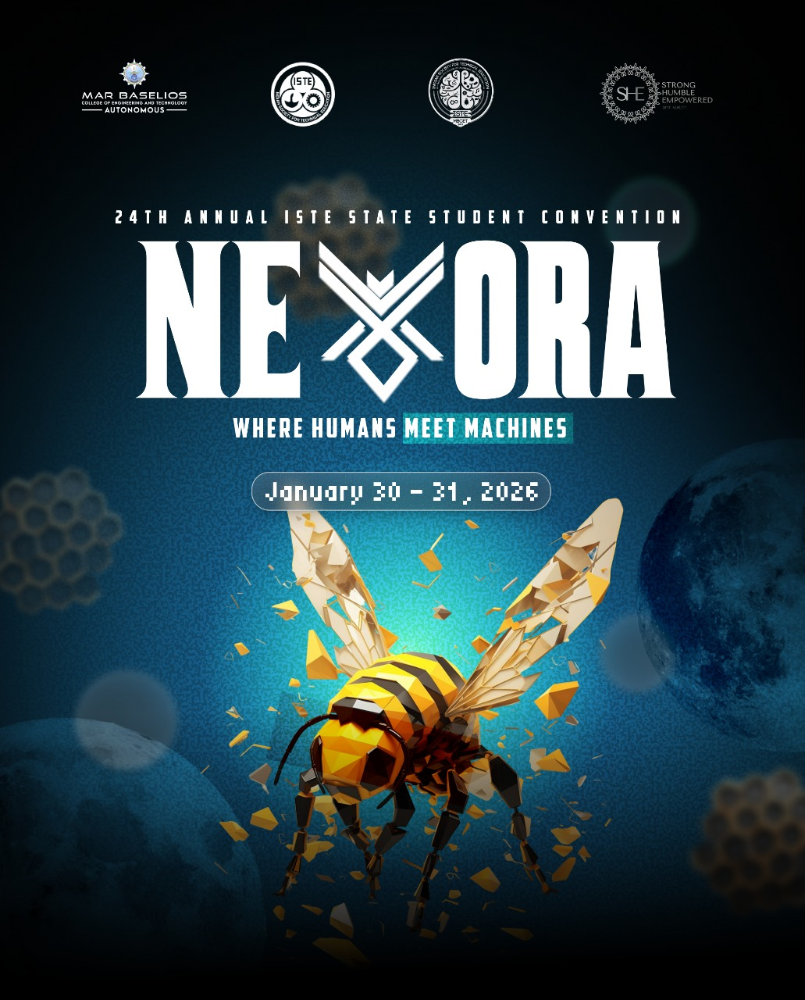 MAR BASELIOS
COLLEGE OF ENGINEERING AND TECHNOLOGY
AUTONOMOUS
ISTE
INDIAN SOCIETY FOR TECHNICAL EDUCATION
INDIAN SOCIETY FOR TECHNICAL EDUCATION
ISTE
MBCET
SHE
STRONG
HUMBLE
EMPOWERED
ISTE MBCET
24TH ANNUAL ISTE STATE STUDENT CONVENTION
NEXORA
WHERE HUMANS MEET MACHINES
January 30 - 31, 2026